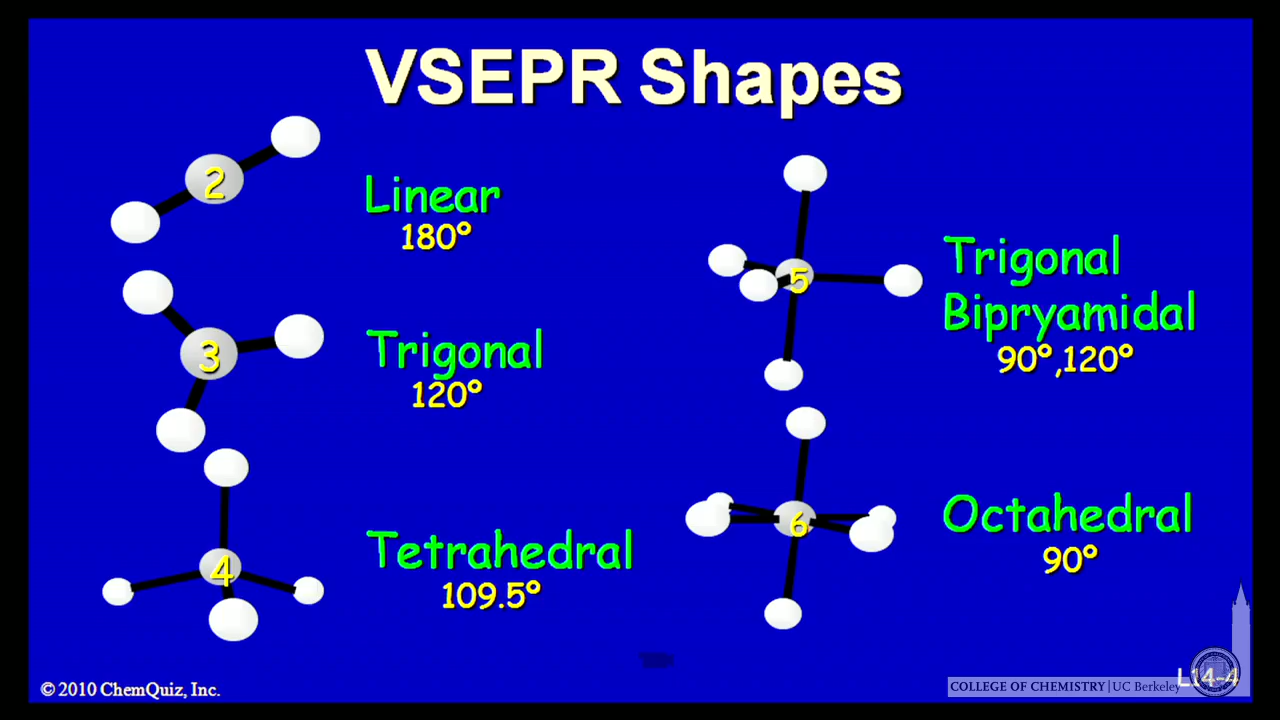 VSEPR Shapes
2
Linear
180°
3
Trigonal
120°
4
Tetrahedral
109.5°
5
Trigonal
Bipryamidal
90°,120°
6
Octahedral
90°
© 2010 ChemQuiz, Inc.
L14-4
COLLEGE OF CHEMISTRY | UC Berkeley